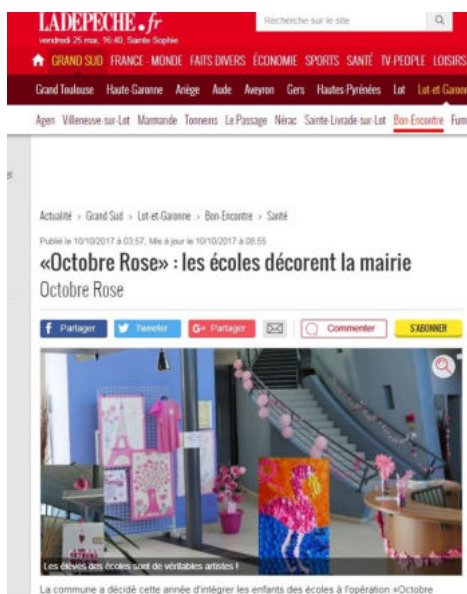 LADEPECHE.fr
Recherche sur le site
vendredi 25 mai, 16:40, Sainte Sophie
GRAND SUD FRANCE - MONDE FAITS DIVERS ÉCONOMIE SPORTS SANTÉ TV-PEOPLE LOISIRS
Grand Toulouse Haute-Garonne Ariège Aude Aveyron Gers Hautes-Pyrénées Lot Lot-et-Garonn
Agen Villeneuve-sur-Lot Marmande Tonneins Le Passage Nérac Sainte-Livrade-sur-Lot Bon-Encontre Fum
Actualité > Grand Sud > Lot-et-Garonne > Bon-Encontre > Santé
Publié le 10/10/2017 à 03:57, Mis à jour le 10/10/2017 à 08:55
«Octobre Rose» : les écoles décorent la mairie
Octobre Rose
f Partager
Tweeter
G+ Partager
Commenter
S'ABONNER
Les élèves des écoles sont de véritables artistes !
La commune a décidé cette année d'intégrer les enfants des écoles à l'opération «Octobre